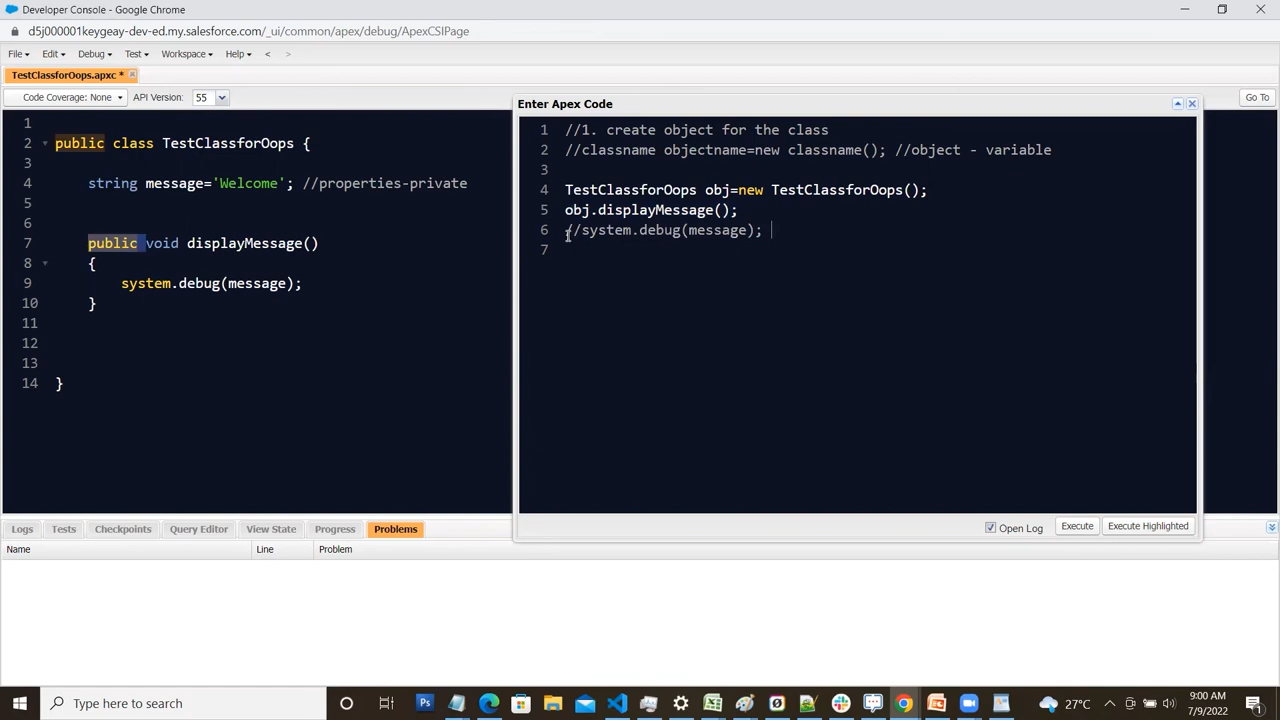 Developer Console - Google Chrome
d5j000001keygeay-dev-ed.my.salesforce.com/_ui/common/apex/debug/ApexCSIPage
File Edit Debug Test Workspace Help < >
TestClassforOops.apxc *
Code Coverage: None API Version: 55 Go To
1
2 public class TestClassforOops {
3
4 string message='Welcome'; //properties-private
5
6
7 public void displayMessage()
8 {
9 system.debug(message);
10 }
11
12
13
14 }
Enter Apex Code
1 //1. create object for the class
2 //classname objectname=new classname(); //object - variable
3
4 TestClassforOops obj=new TestClassforOops();
5 obj.displayMessage();
6 //system.debug(message);
7
Open Log Execute Execute Highlighted
Logs Tests Checkpoints Query Editor View State Progress Problems
Name Line Problem
Type here to search
27°C
9:00 AM
7/9/2022